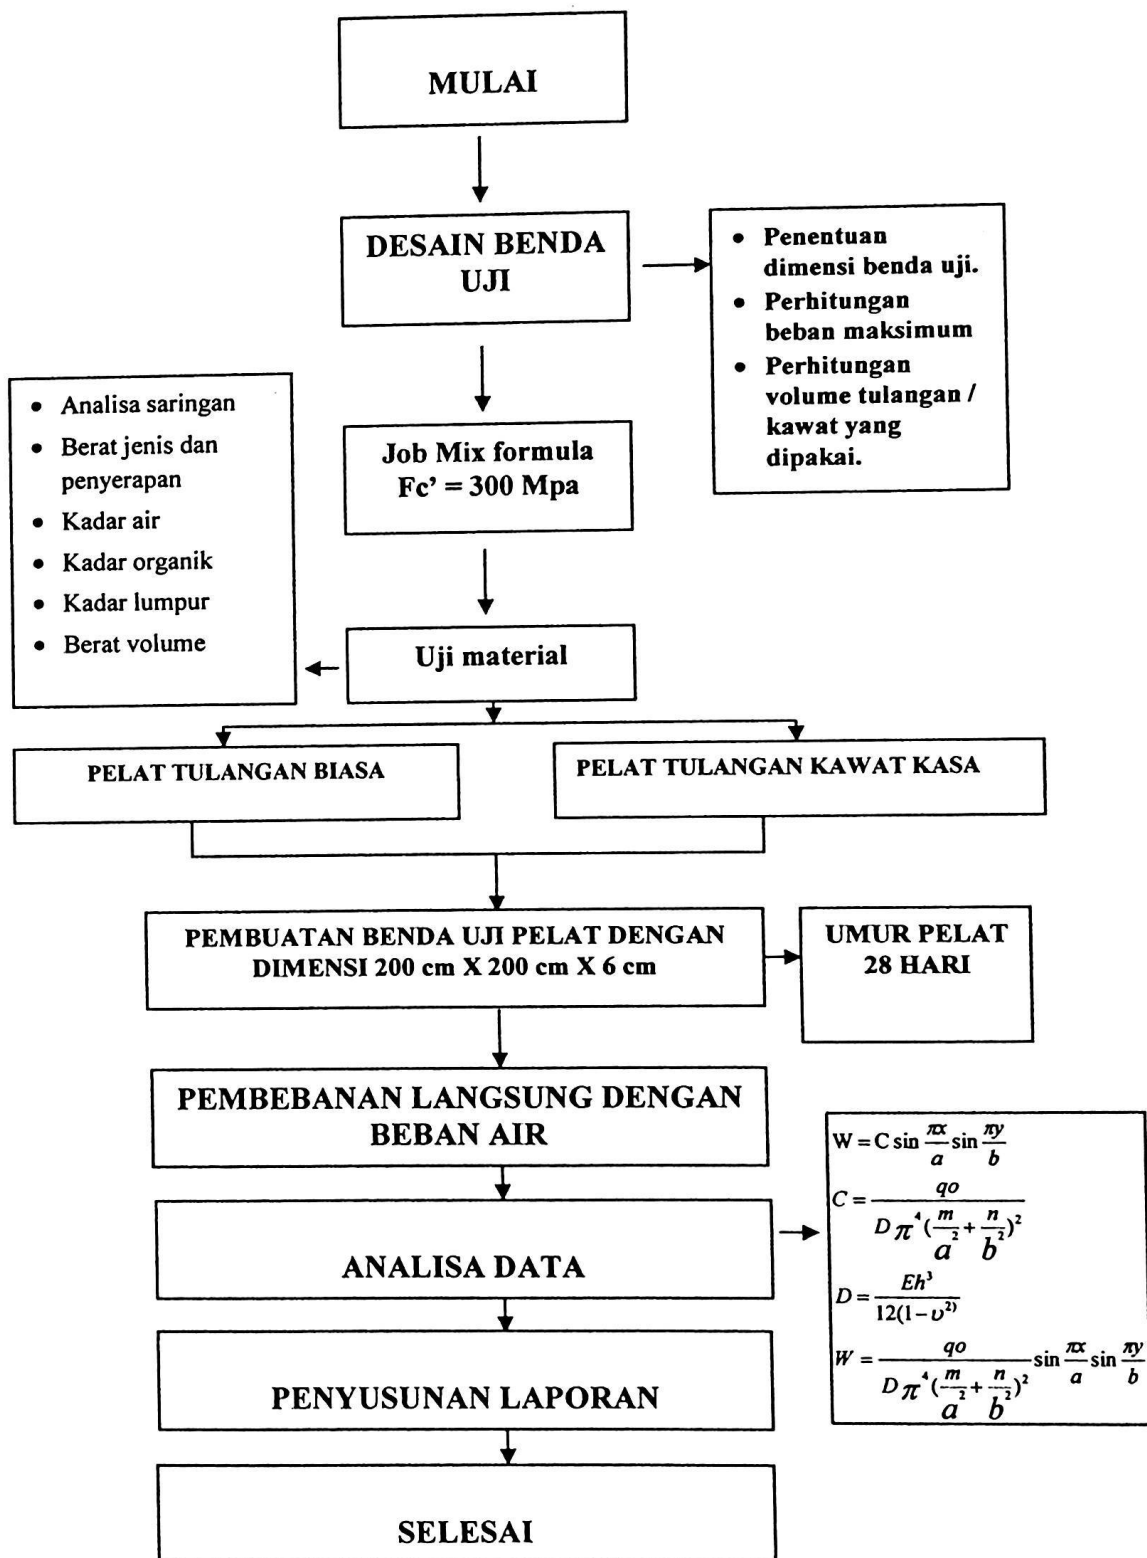 MULAI
DESAIN BENDA
UJI
• Penentuan
dimensi benda uji.
• Perhitungan
beban maksimum
• Perhitungan
volume tulangan /
kawat yang
dipakai.
Job Mix formula
Fc’ = 300 Mpa
• Analisa saringan
• Berat jenis dan
penyerapan
• Kadar air
• Kadar organik
• Kadar lumpur
• Berat volume
Uji material
PELAT TULANGAN BIASA
PELAT TULANGAN KAWAT KASA
PEMBUATAN BENDA UJI PELAT DENGAN
DIMENSI 200 cm X 200 cm X 6 cm
UMUR PELAT
28 HARI
PEMBEBANAN LANGSUNG DENGAN
BEBAN AIR
ANALISA DATA
W = C sin πx/a sin πy/b
C = qo / Dπ⁴(m/a² + n/b²)²
D = Eh³ / 12(1−υ²⁾
W = qo / Dπ⁴(m/a² + n/b²)² sin πx/a sin πy/b
PENYUSUNAN LAPORAN
SELESAI